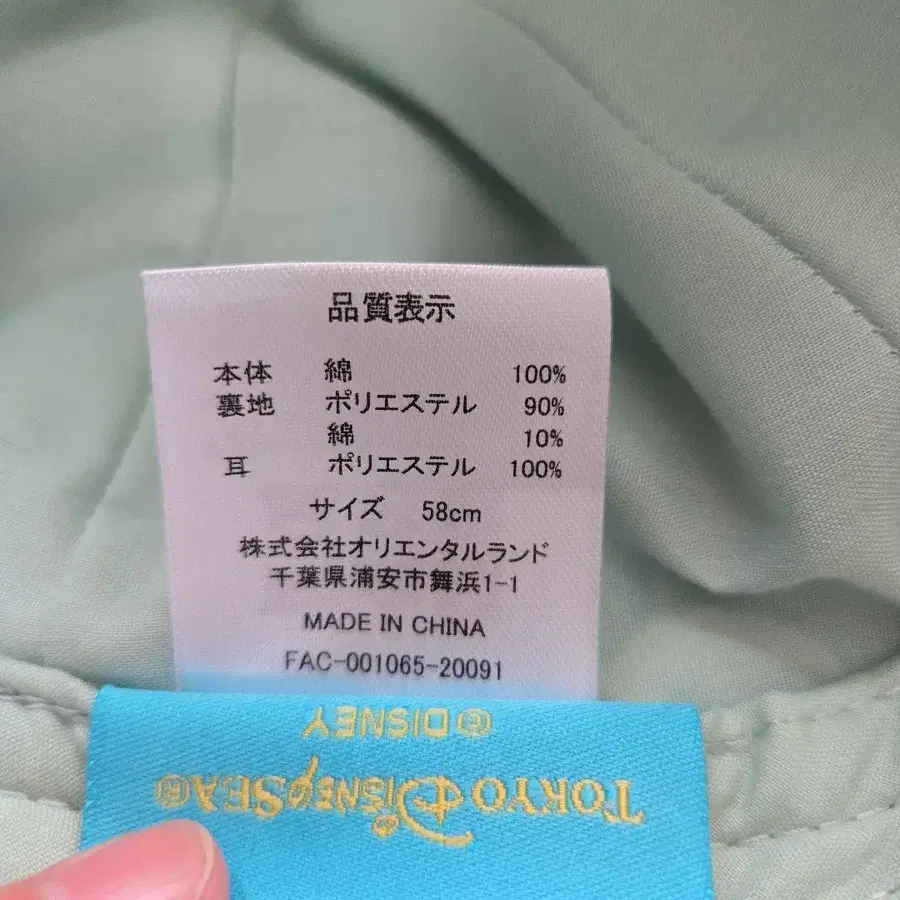 品質表示
本体 綿 100%
裏地 ポリエステル 90%
綿 10%
耳 ポリエステル 100%
サイズ 58cm
株式会社オリエンタルランド
千葉県浦安市舞浜1-1
MADE IN CHINA
FAC-001065-20091
© DISNEY
TOKYO DISNEYSEA®